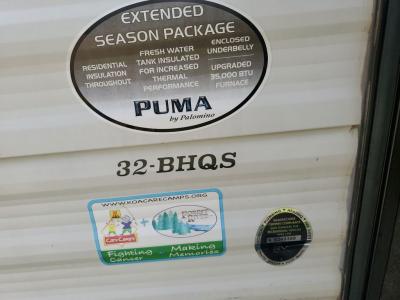 EXTENDED
SEASON PACKAGE
RESIDENTIAL
INSULATION
THROUGHOUT
FRESH WATER
TANK INSULATED
FOR INCREASED
THERMAL
PERFORMANCE
ENCLOSED
UNDERBELLY
UPGRADED
35,000 BTU
FURNACE
PUMA
by Palomino
32-BHQS
WWW.KOACARECAMPS.ORG
Care Camps
+
Fighting
Cancer
Making
Memories